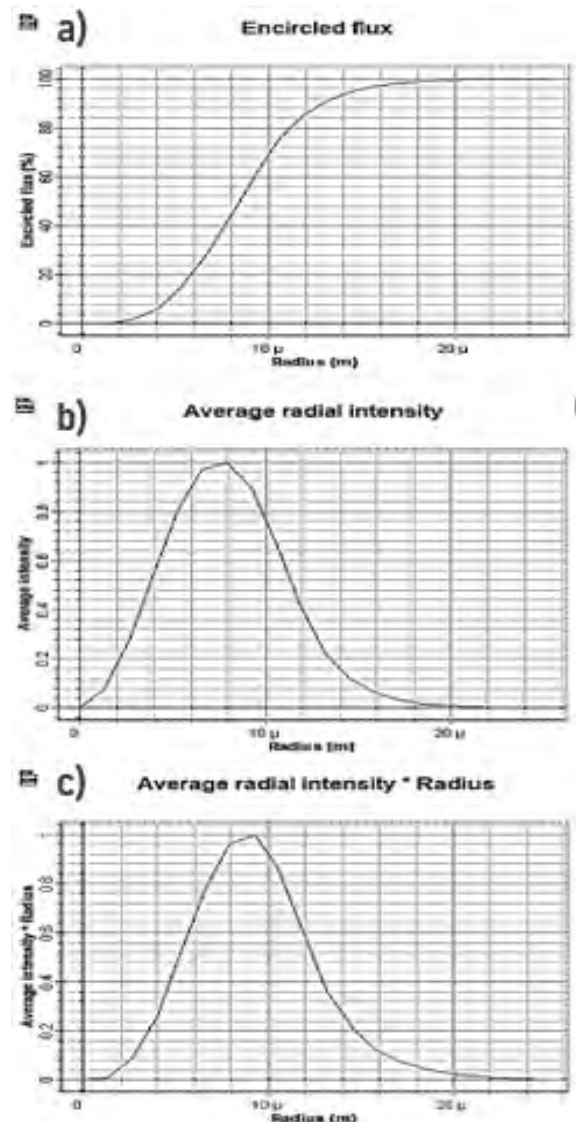 a) Encircled flux
Encircled flux (%)
100
80
60
40
20
0
0 10 μ 20 μ
Radius (m)
b) Average radial intensity
Average intensity
1
0.8
0.6
0.4
0.2
0
0 10 μ 20 μ
Radius (m)
c) Average radial intensity * Radius
Average intensity * Radius
1
0.8
0.6
0.4
0.2
0
0 10 μ 20 μ
Radius (m)